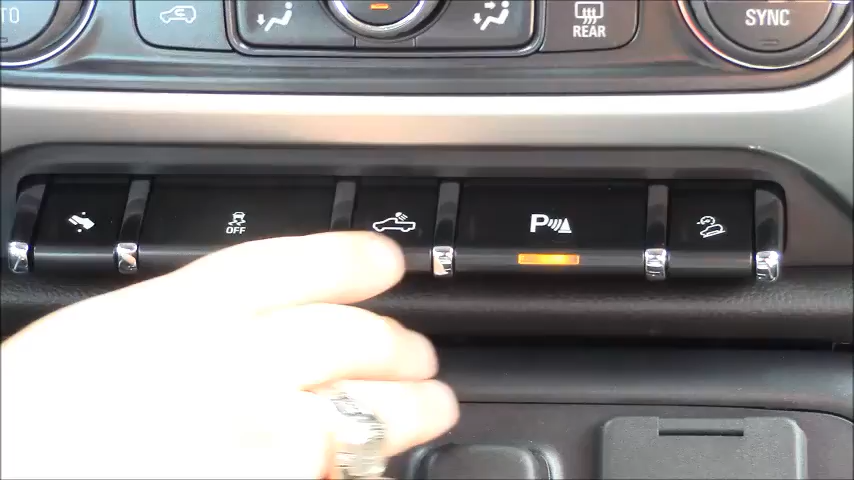 TO
REAR
SYNC
OFF
P